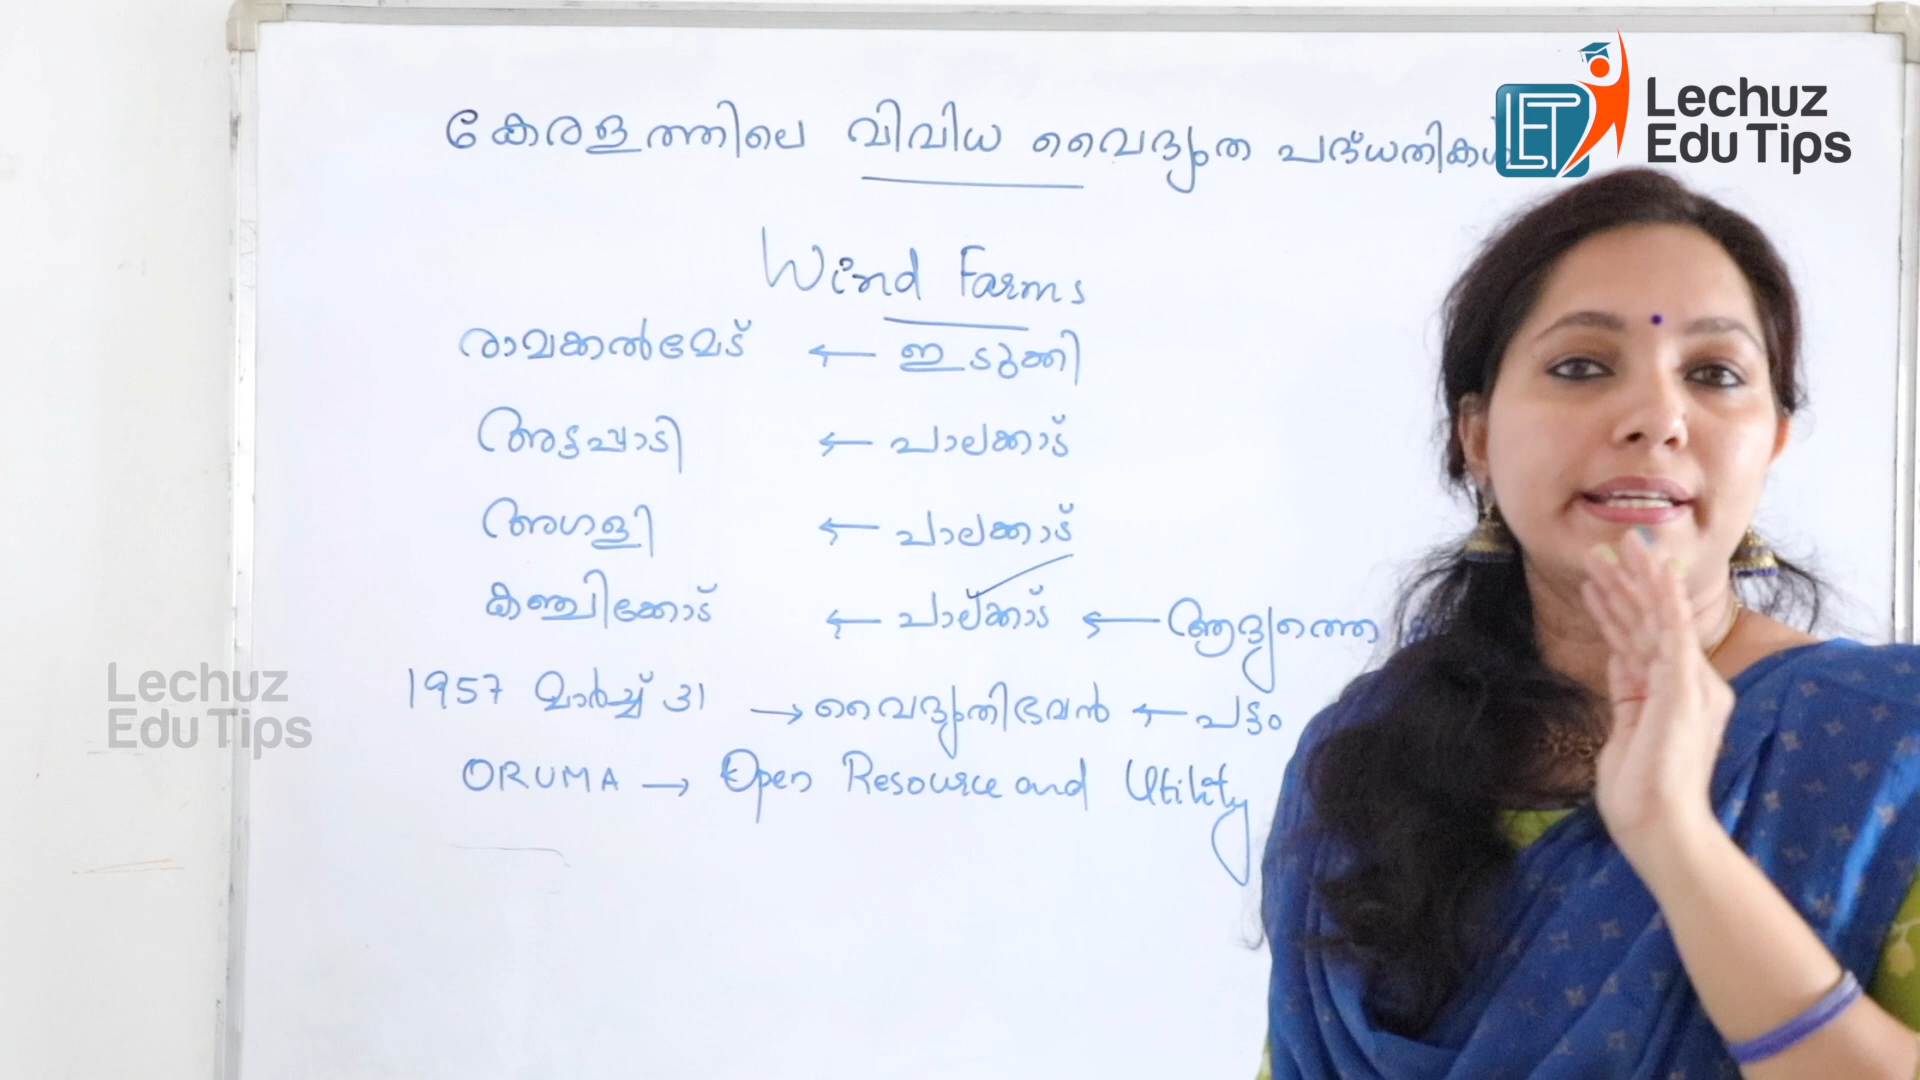 കേരളത്തിലെ വിവിധ വൈദ്യുത പദ്ധതികൾ
Lechuz
Edu Tips
Wind Farms
രാമക്കൽമേട് ← ഇടുക്കി
അട്ടപ്പാടി ← പാലക്കാട്
അഗളി ← പാലക്കാട്
കഞ്ചിക്കോട് ← പാലക്കാട് ← ആദ്യത്തെ
Lechuz
Edu Tips
1957 മാർച്ച് 31 → വൈദ്യുതിഭവൻ ← പട്ടം
ORUMA → Open Resource and Utility